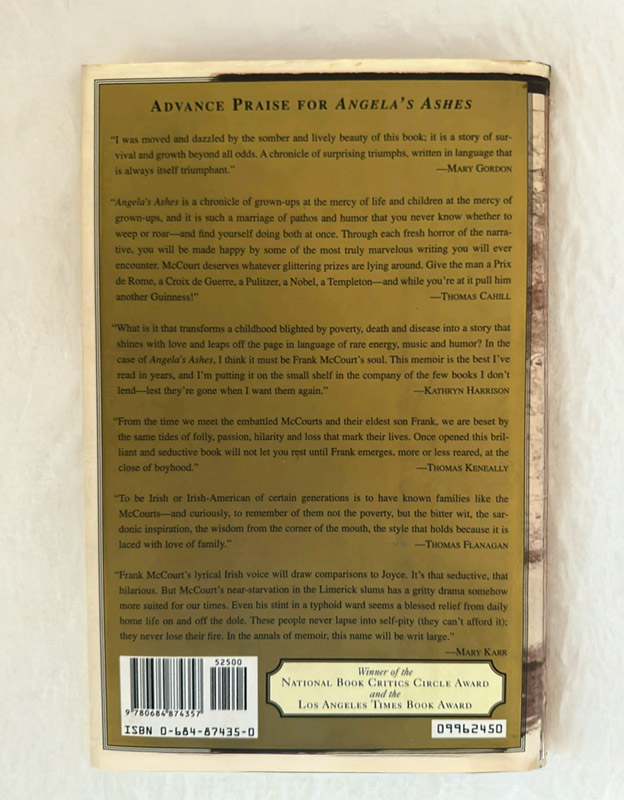 ADVANCE PRAISE FOR ANGELA'S ASHES
"I was moved and dazzled by the somber and lively beauty of this book; it is a story of sur-
vival and growth beyond all odds. A chronicle of surprising triumphs, written in language that
is always itself triumphant." —MARY GORDON
"Angela's Ashes is a chronicle of grown-ups at the mercy of life and children at the mercy of
grown-ups, and it is such a marriage of pathos and humor that you never know whether to
weep or roar—and find yourself doing both at once. Through each fresh horror of the narra-
tive, you will be made happy by some of the most truly marvelous writing you will ever
encounter. McCourt deserves whatever glittering prizes are lying around. Give the man a Prix
de Rome, a Croix de Guerre, a Pulitzer, a Nobel, a Templeton—and while you're at it pull him
another Guinness!" —THOMAS CAHILL
"What is it that transforms a childhood blighted by poverty, death and disease into a story that
shines with love and leaps off the page in language of rare energy, music and humor? In the
case of Angela's Ashes, I think it must be Frank McCourt's soul. This memoir is the best I've
read in years, and I'm putting it on the small shelf in the company of the few books I don't
lend—lest they're gone when I want them again." —KATHRYN HARRISON
"From the time we meet the embattled McCourts and their eldest son Frank, we are beset by
the same tides of folly, passion, hilarity and loss that mark their lives. Once opened this bril-
liant and seductive book will not let you rest until Frank emerges, more or less reared, at the
close of boyhood." —THOMAS KENEALLY
"To be Irish or Irish-American of certain generations is to have known families like the
McCourts—and curiously, to remember of them not the poverty, but the bitter wit, the sar-
donic inspiration, the wisdom from the corner of the mouth, the style that holds because it is
laced with love of family." —THOMAS FLANAGAN
"Frank McCourt's lyrical Irish voice will draw comparisons to Joyce. It's that seductive, that
hilarious. But McCourt's near-starvation in the Limerick slums has a gritty drama somehow
more suited for our times. Even his stint in a typhoid ward seems a blessed relief from daily
home life on and off the dole. These people never lapse into self-pity (they can't afford it);
they never lose their fire. In the annals of memoir, this name will be writ large."
—MARY KARR
52500
9 780684 874357
ISBN 0-684-87435-0
Winner of the
NATIONAL BOOK CRITICS CIRCLE AWARD
and the
LOS ANGELES TIMES BOOK AWARD
09962450